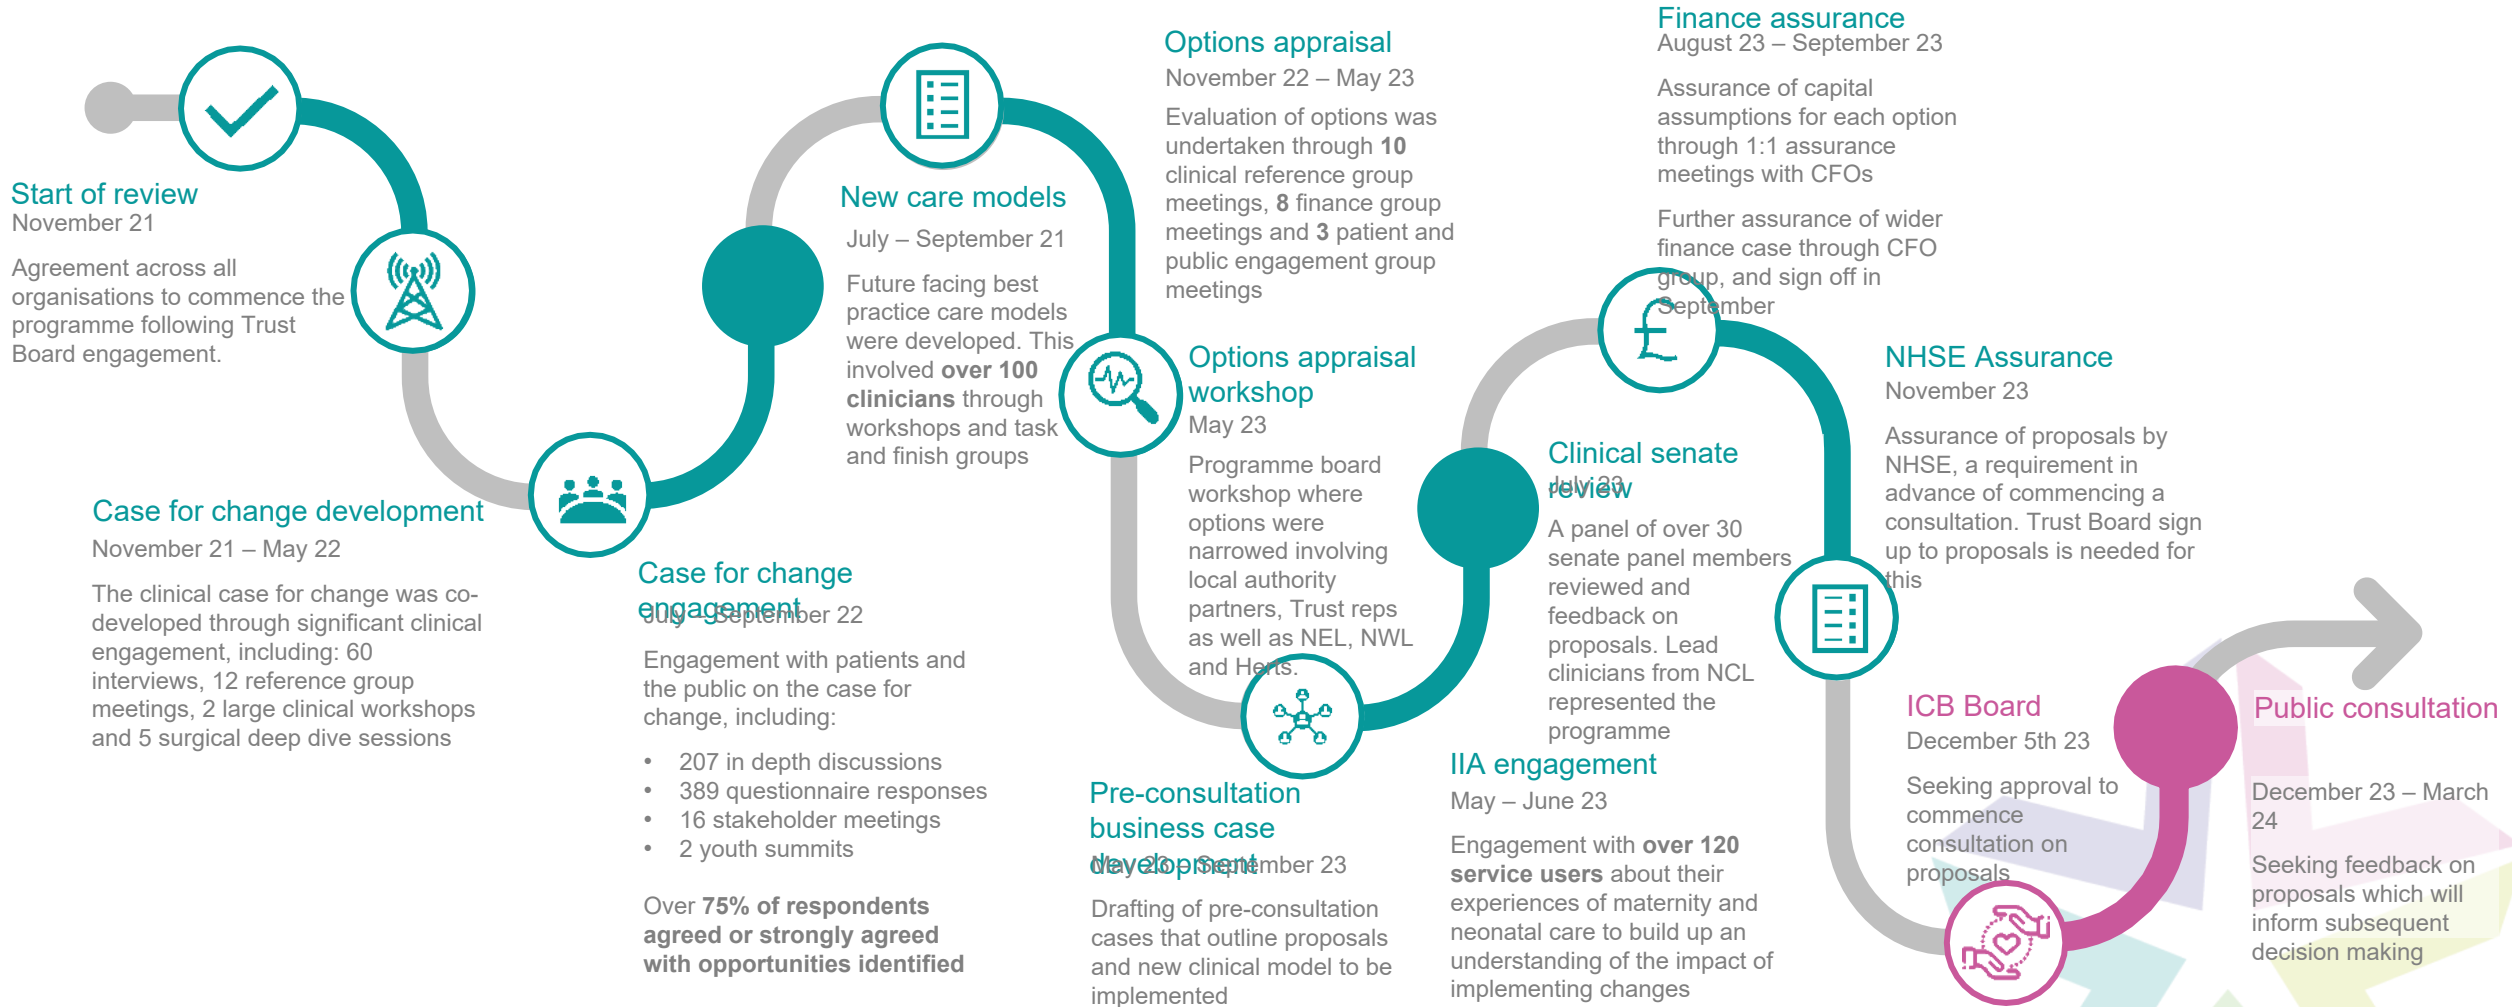 Start of review
November 21
Agreement across all
organisations to commence the
programme following Trust
Board engagement.
Case for change development
November 21 – May 22
The clinical case for change was co-
developed through significant clinical
engagement, including: 60
interviews, 12 reference group
meetings, 2 large clinical workshops
and 5 surgical deep dive sessions
Case for change
engagement
July – September 22
Engagement with patients and
the public on the case for
change, including:
• 207 in depth discussions
• 389 questionnaire responses
• 16 stakeholder meetings
• 2 youth summits
Over 75% of respondents
agreed or strongly agreed
with opportunities identified
New care models
July – September 21
Future facing best
practice care models
were developed. This
involved over 100
clinicians through
workshops and task
and finish groups
Options appraisal
November 22 – May 23
Evaluation of options was
undertaken through 10
clinical reference group
meetings, 8 finance group
meetings and 3 patient and
public engagement group
meetings
Options appraisal
workshop
May 23
Programme board
workshop where
options were
narrowed involving
local authority
partners, Trust reps
as well as NEL, NWL
and Herts.
Pre-consultation
business case
development
May 23 – September 23
Drafting of pre-consultation
cases that outline proposals
and new clinical model to be
implemented
IIA engagement
May – June 23
Engagement with over 120
service users about their
experiences of maternity and
neonatal care to build up an
understanding of the impact of
implementing changes
Clinical senate
review
July 23
A panel of over 30
senate panel members
reviewed and
feedback on
proposals. Lead
clinicians from NCL
represented the
programme
Finance assurance
August 23 – September 23
Assurance of capital
assumptions for each option
through 1:1 assurance
meetings with CFOs
Further assurance of wider
finance case through CFO
group, and sign off in
September
£
NHSE Assurance
November 23
Assurance of proposals by
NHSE, a requirement in
advance of commencing a
consultation. Trust Board sign
up to proposals is needed for
this
ICB Board
December 5th 23
Seeking approval to
commence
consultation on
proposals
Public consultation
December 23 – March
24
Seeking feedback on
proposals which will
inform subsequent
decision making